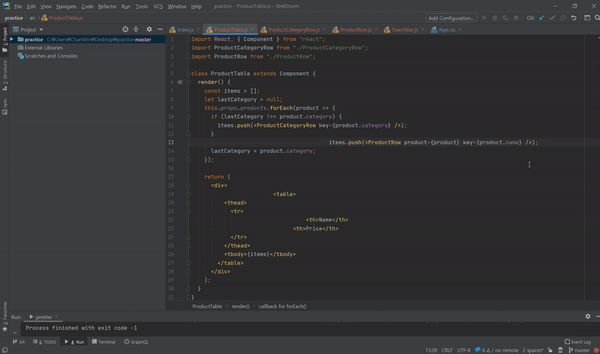 File Edit View Navigate Code Refactor Run Tools VCS Window Help
practice - ProductTable.js - WebStorm
practice src ProductTable.js
Add Configuration...
Git:
Project
Index.js ProductTable.js ProductCategoryRow.js ProductRow.js SearchBar.js App.css
practice master
External Libraries
Scratches and Consoles
import React, { Component } from "react";
import ProductCategoryRow from "./ProductCategoryRow";
import ProductRow from "./ProductRow";
class ProductTable extends Component {
render() {
const items = [];
let lastCategory = null;
this.props.products.forEach(product => {
if (lastCategory !== product.category) {
items.push(<ProductCategoryRow key={product.category} />);
}
items.push(<ProductRow product={product} key={product.name} />);
lastCategory = product.category;
});
return (
<div>
<table>
<thead>
<tr>
<th>Name</th>
<th>Price</th>
</tr>
</thead>
<tbody>{items}</tbody>
</table>
</div>
);
}
}
ProductTable render() callback for forEach()
Run: prettier
Process finished with exit code -1
Git 6: TODO 4: Run Terminal GraphQL
Event Log
13:39 CRLF UTF-8 2 spaces master